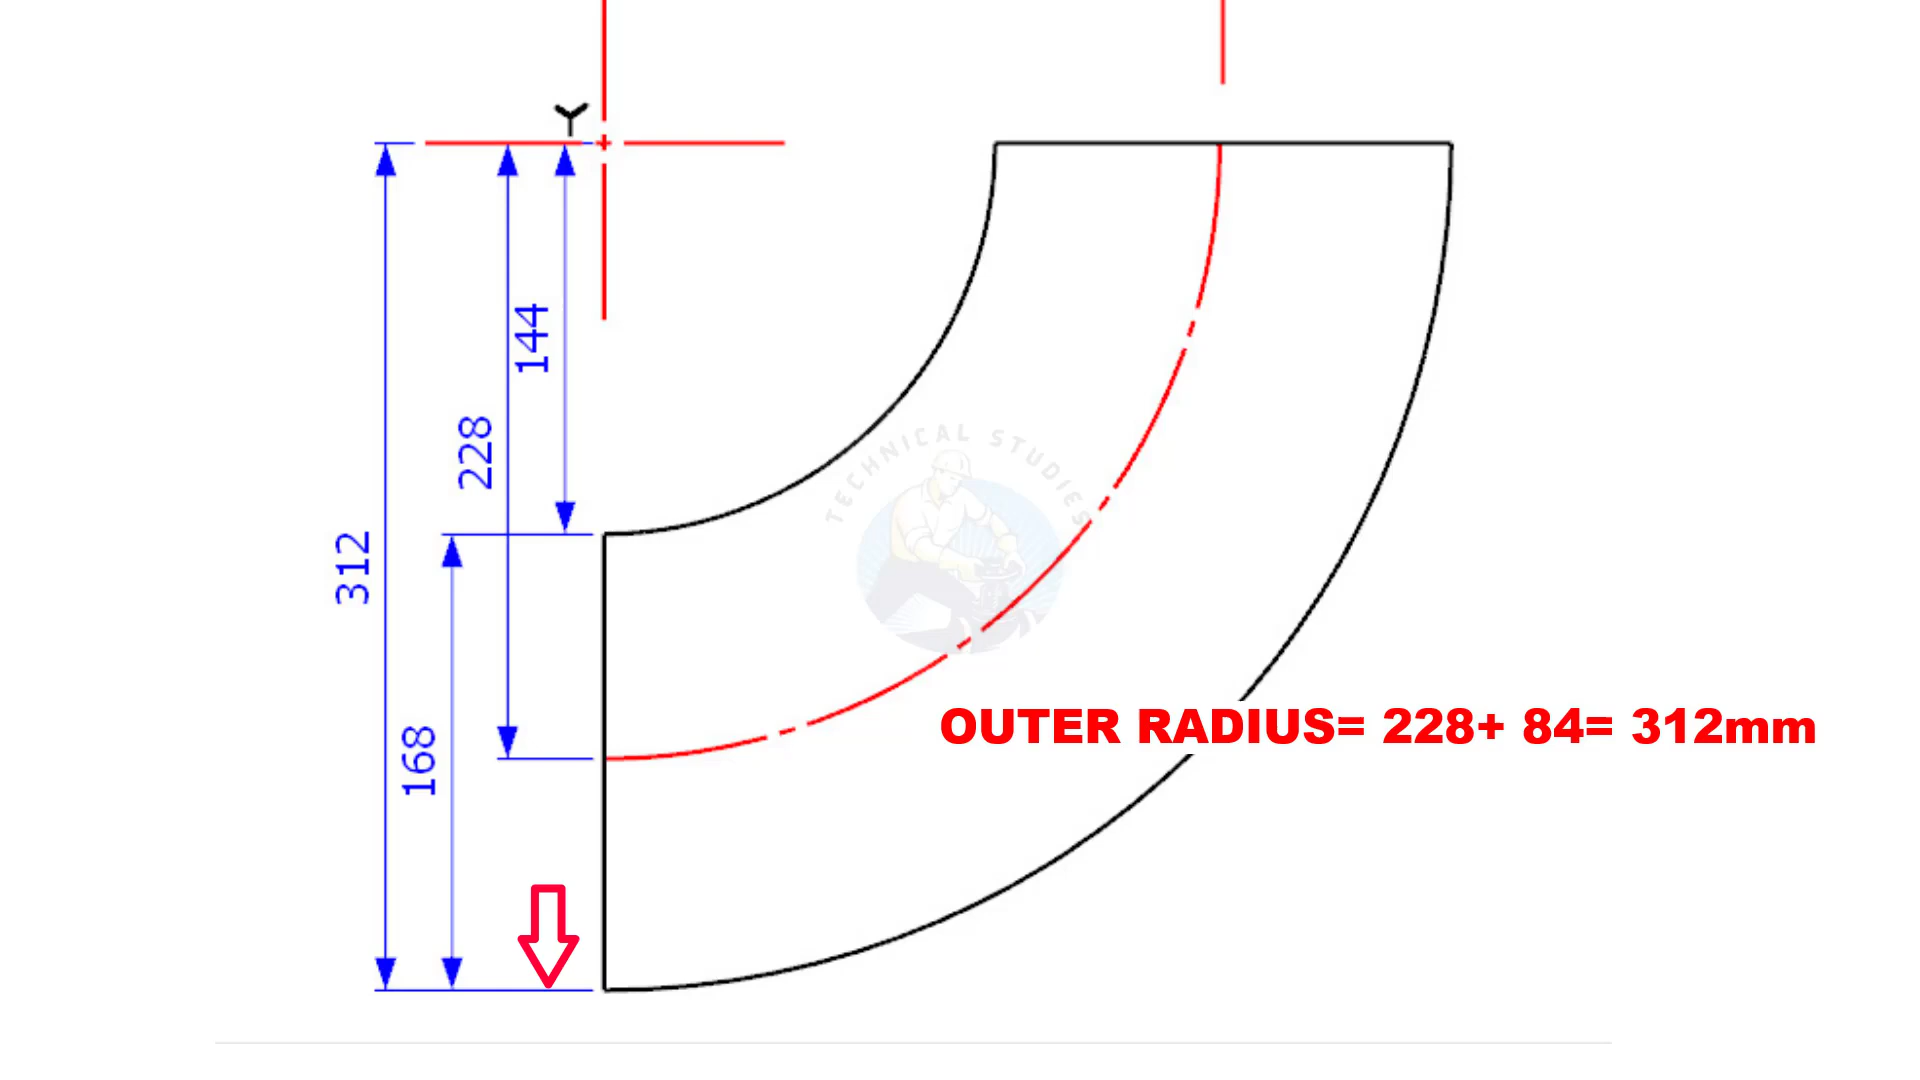 Y
144
228
312
168
TECHNICAL STUDIES
OUTER RADIUS= 228+ 84= 312mm